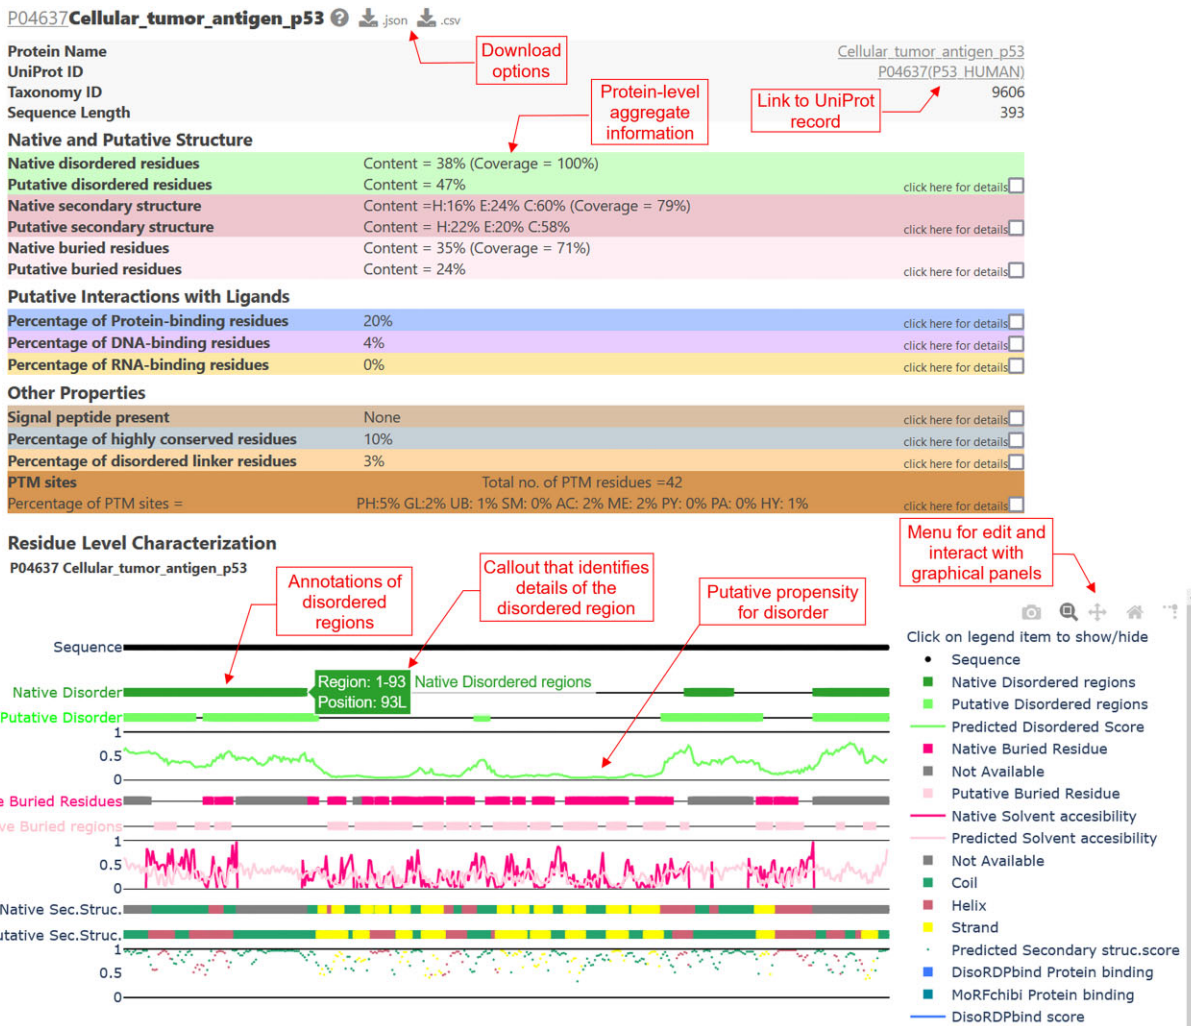 P04637Cellular_tumor_antigen_p53 ? .json .csv
Download
options
Protein Name Cellular_tumor_antigen_p53
UniProt ID P04637(P53_HUMAN)
Taxonomy ID 9606
Sequence Length 393
Protein-level
aggregate
information
Link to UniProt
record
Native and Putative Structure
Native disordered residues Content = 38% (Coverage = 100%)
Putative disordered residues Content = 47% click here for details
Native secondary structure Content =H:16% E:24% C:60% (Coverage = 79%)
Putative secondary structure Content = H:22% E:20% C:58% click here for details
Native buried residues Content = 35% (Coverage = 71%)
Putative buried residues Content = 24% click here for details
Putative Interactions with Ligands
Percentage of Protein-binding residues 20% click here for details
Percentage of DNA-binding residues 4% click here for details
Percentage of RNA-binding residues 0% click here for details
Other Properties
Signal peptide present None click here for details
Percentage of highly conserved residues 10% click here for details
Percentage of disordered linker residues 3% click here for details
PTM sites Total no. of PTM residues =42
Percentage of PTM sites = PH:5% GL:2% UB: 1% SM: 0% AC: 2% ME: 2% PY: 0% PA: 0% HY: 1% click here for details
Residue Level Characterization
P04637 Cellular_tumor_antigen_p53
Menu for edit and
interact with
graphical panels
Annotations of
disordered
regions
Callout that identifies
details of the
disordered region
Putative propensity
for disorder
Sequence
Native Disorder
Region: 1-93
Position: 93L
Native Disordered regions
Putative Disorder
1
0.5
0
e Buried Residues
ve Buried regions
1
0.5
0
Native Sec.Struc.
utative Sec.Struc.
1
0.5
0
Click on legend item to show/hide
Sequence
Native Disordered regions
Putative Disordered regions
Predicted Disordered Score
Native Buried Residue
Not Available
Putative Buried Residue
Native Solvent accesibility
Predicted Solvent accesibility
Not Available
Coil
Helix
Strand
Predicted Secondary struc.score
DisoRDPbind Protein binding
MoRFchibi Protein binding
DisoRDPbind score